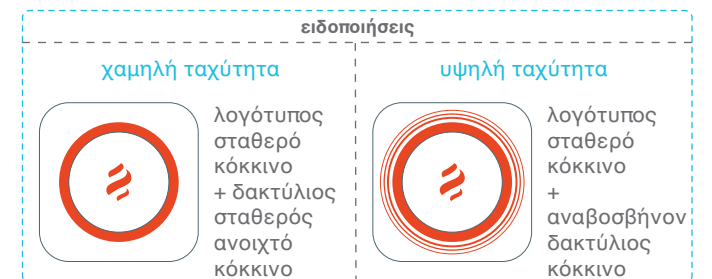 ειδοποιήσεις
χαμηλή ταχύτητα
λογότυπος
σταθερό
κόκκινο
+ δακτύλιος
σταθερός
ανοιχτό
κόκκινο
υψηλή ταχύτητα
λογότυπος
σταθερό
κόκκινο
+
αναβοσβήνον
δακτύλιος
κόκκινο